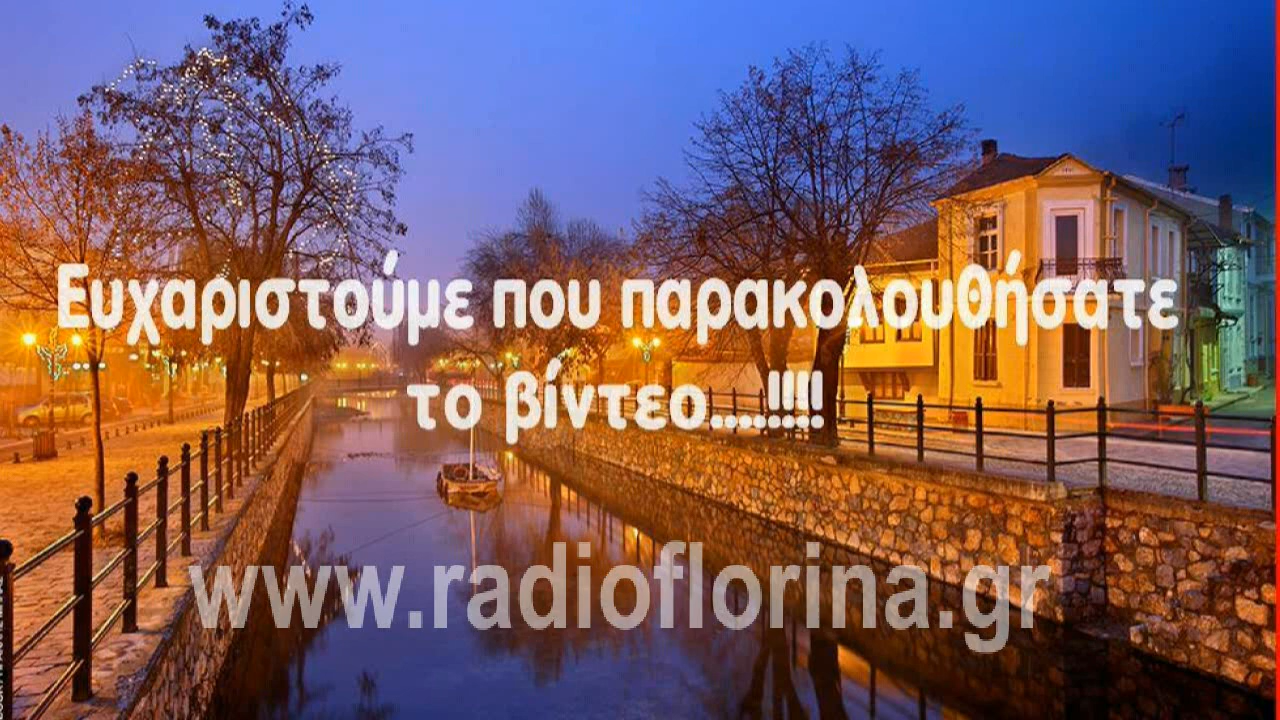 Ευχαριστούμε που παρακολουθήσατε
το βίντεο....!!!!
www.radioflorina.gr